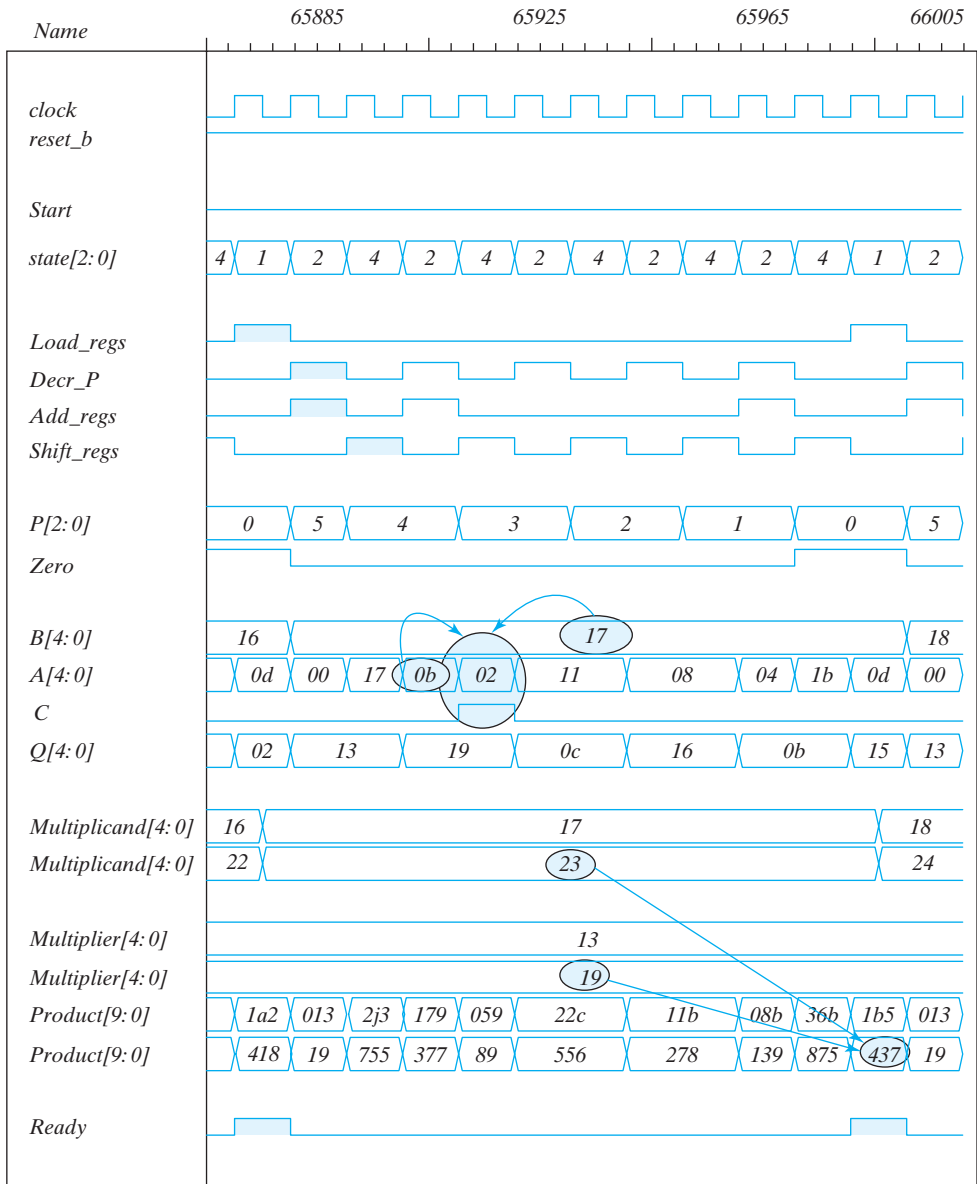 Name 65885 65925 65965 66005
clock
reset_b
Start
state[2:0] 4 1 2 4 2 4 2 4 2 4 2 4 1 2
Load_regs
Decr_P
Add_regs
Shift_regs
P[2:0] 0 5 4 3 2 1 0 5
Zero
B[4:0] 16 17 18
A[4:0] 0d 00 17 0b 02 11 08 04 1b 0d 00
C
Q[4:0] 02 13 19 0c 16 0b 15 13
Multiplicand[4:0] 16 17 18
Multiplicand[4:0] 22 23 24
Multiplier[4:0] 13
Multiplier[4:0] 19
Product[9:0] 1a2 013 2j3 179 059 22c 11b 08b 36b 1b5 013
Product[9:0] 418 19 755 377 89 556 278 139 875 437 19
Ready